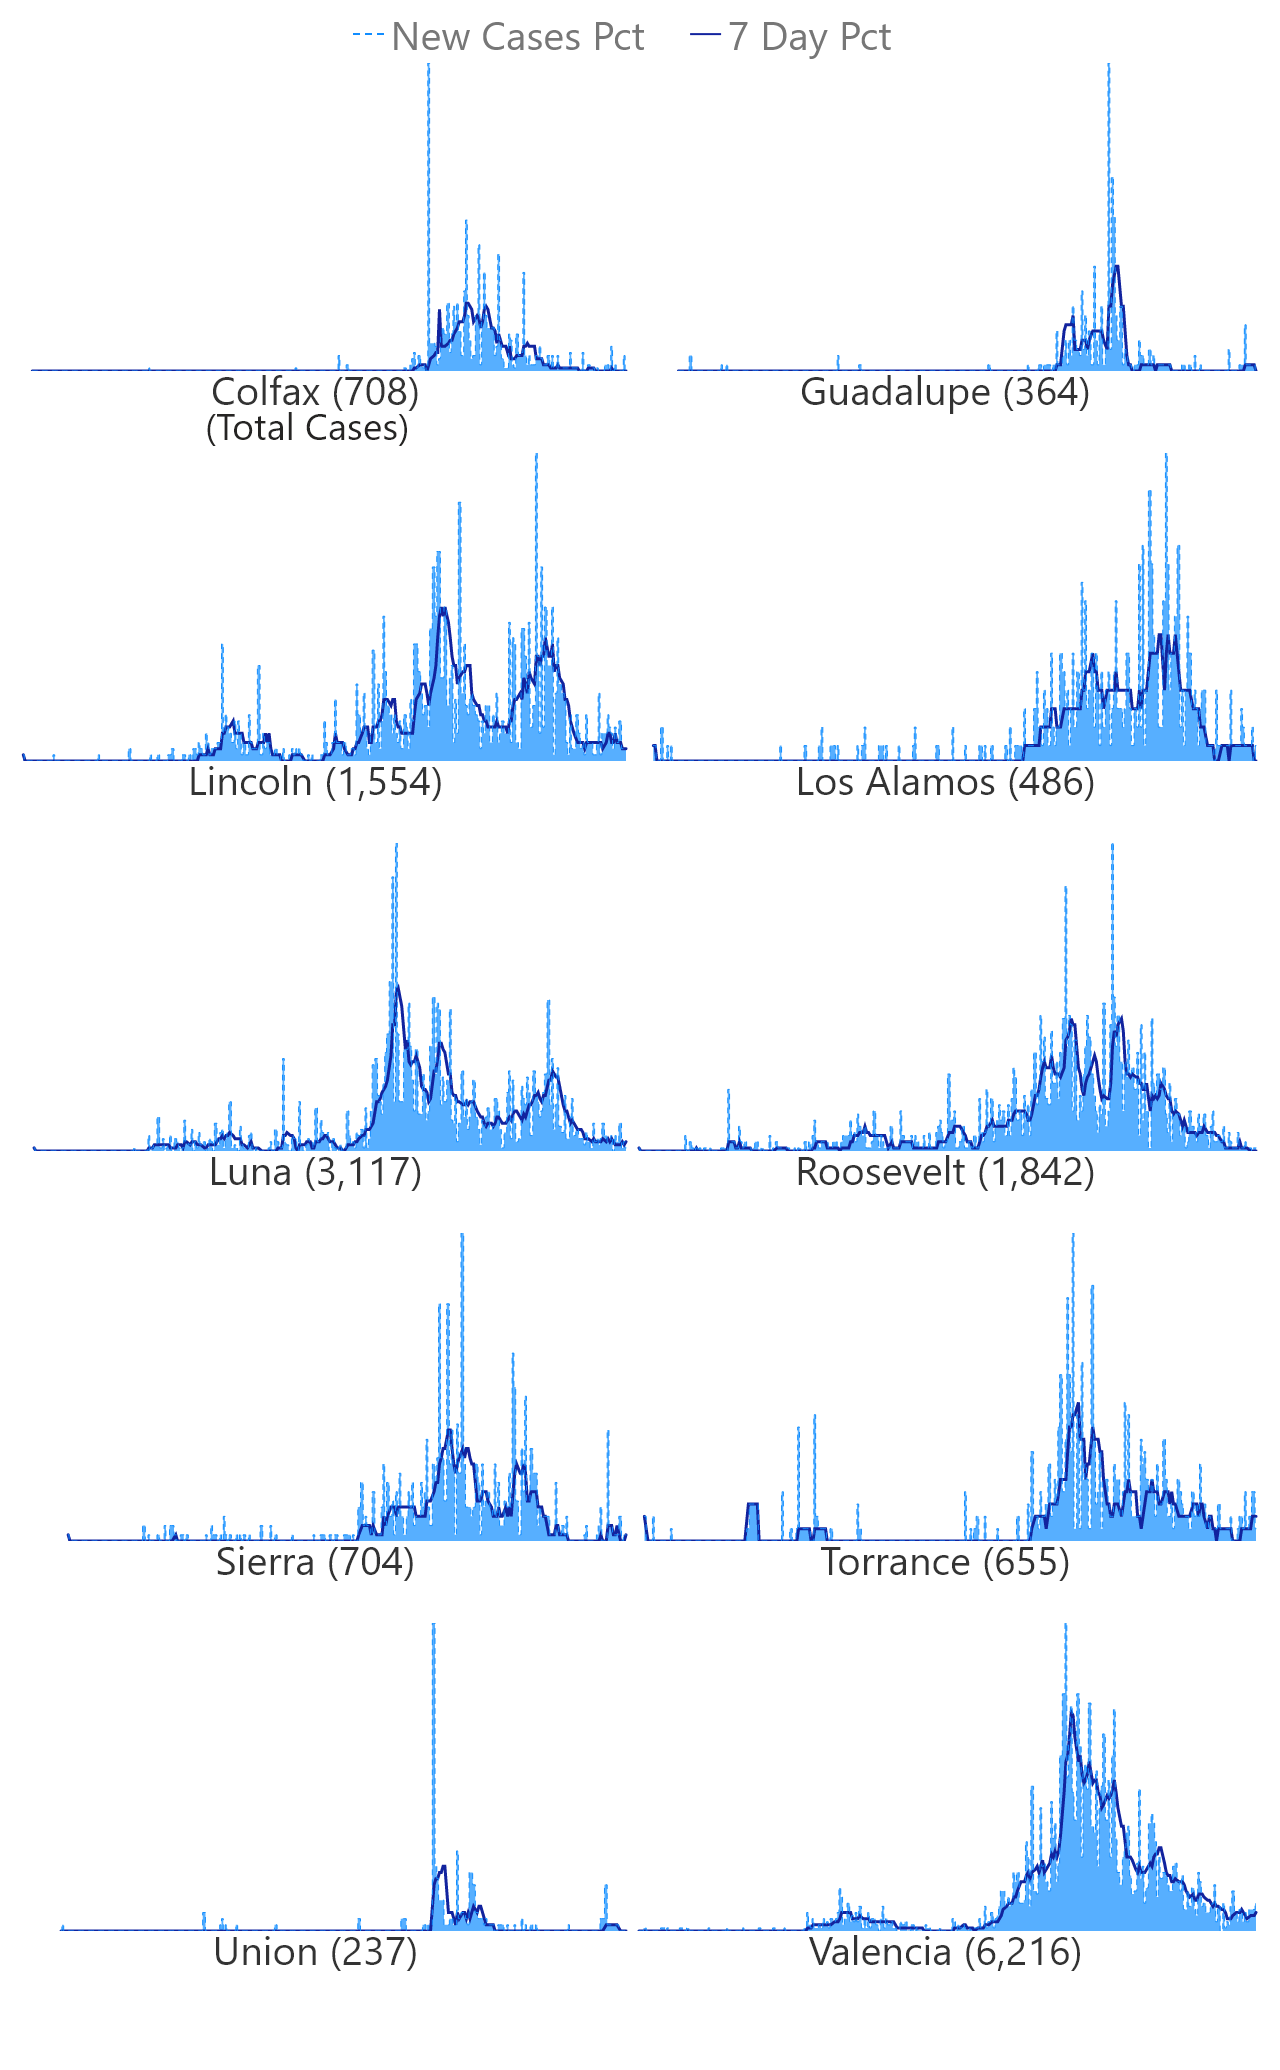 New Cases Pct 7 Day Pct
Colfax (708) Guadalupe (364)
(Total Cases)
Lincoln (1,554) Los Alamos (486)
Luna (3,117) Roosevelt (1,842)
Sierra (704) Torrance (655)
Union (237) Valencia (6,216)